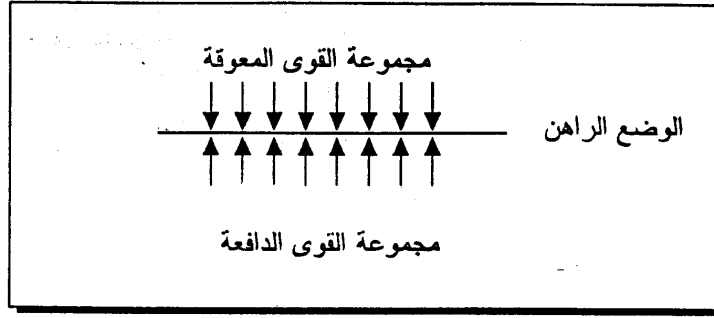 مجموعة القوى المعوقة
الوضع الراهن
مجموعة القوى الدافعة